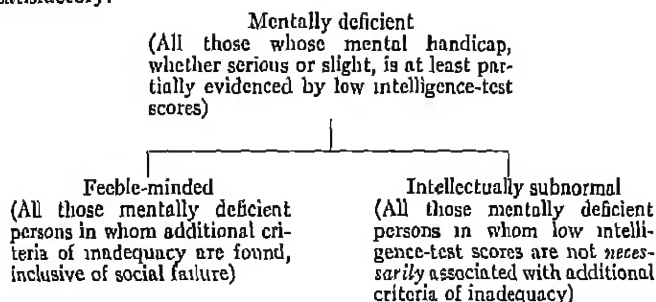 satisfactory.
Mentally deficient
(All those whose mental handicap,
whether serious or slight, is at least par-
tially evidenced by low intelligence-test
scores)
Feeble-minded
(All those mentally deficient
persons in whom additional cri-
teria of inadequacy are found,
inclusive of social failure)
Intellectually subnormal
(All those mentally deficient
persons in whom low intelli-
gence-test scores are not neces-
sarily associated with additional
criteria of inadequacy)